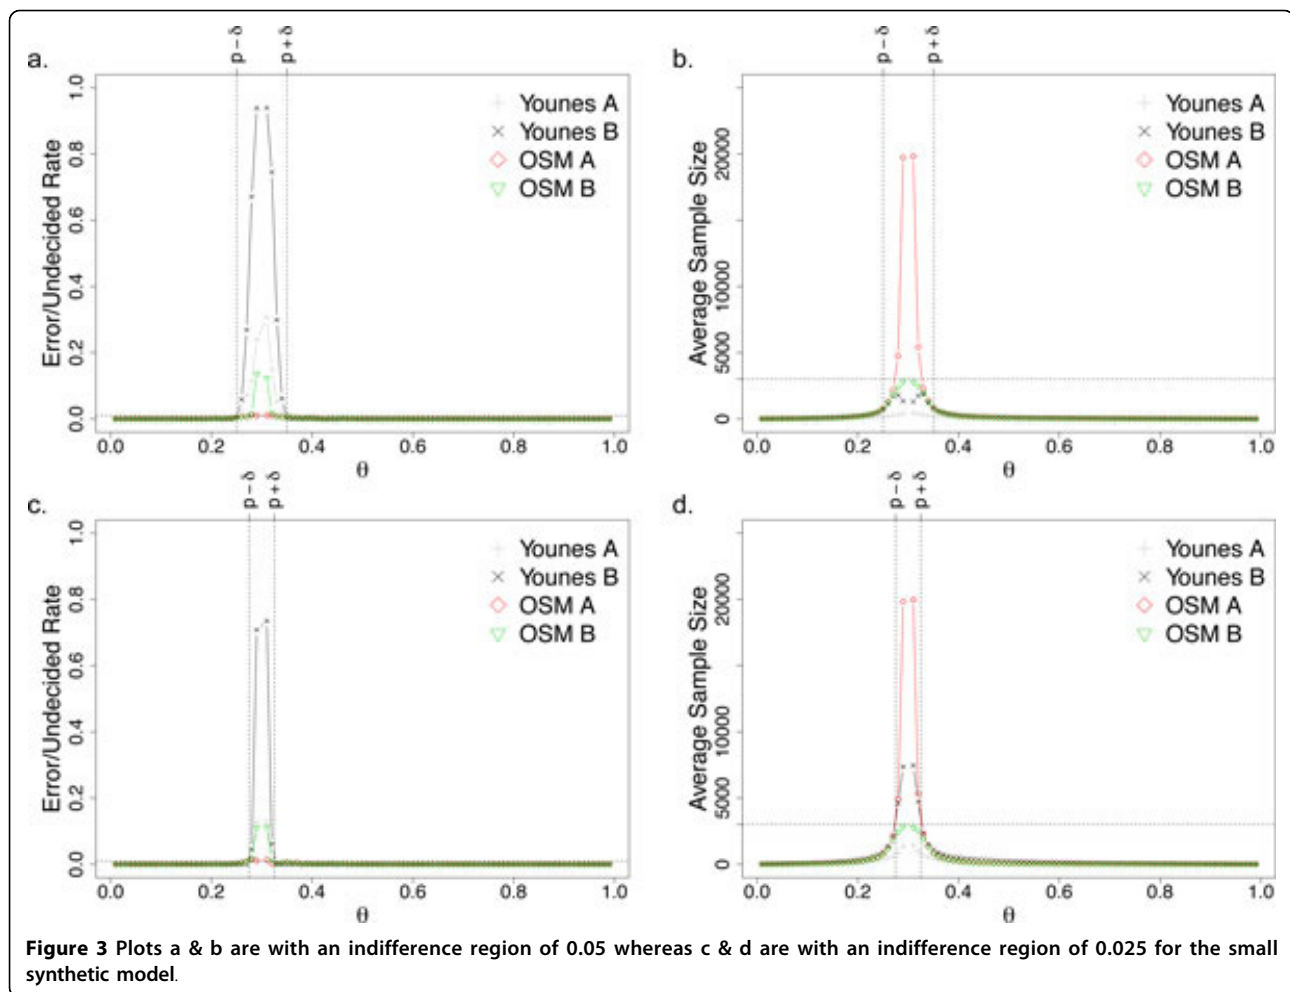 a.
p − δ
p + δ
Error/Undecided Rate
1.0
0.8
0.6
0.4
0.2
0.0
Younes A
Younes B
OSM A
OSM B
0.0 0.2 0.4 0.6 0.8 1.0
θ
b.
p − δ
p + δ
Average Sample Size
20000
10000
5000
0
Younes A
Younes B
OSM A
OSM B
0.0 0.2 0.4 0.6 0.8 1.0
θ
c.
p − δ
p + δ
Error/Undecided Rate
1.0
0.8
0.6
0.4
0.2
0.0
Younes A
Younes B
OSM A
OSM B
0.0 0.2 0.4 0.6 0.8 1.0
θ
d.
p − δ
p + δ
Average Sample Size
20000
10000
5000
0
Younes A
Younes B
OSM A
OSM B
0.0 0.2 0.4 0.6 0.8 1.0
θ
Figure 3 Plots a & b are with an indifference region of 0.05 whereas c & d are with an indifference region of 0.025 for the small
synthetic model.